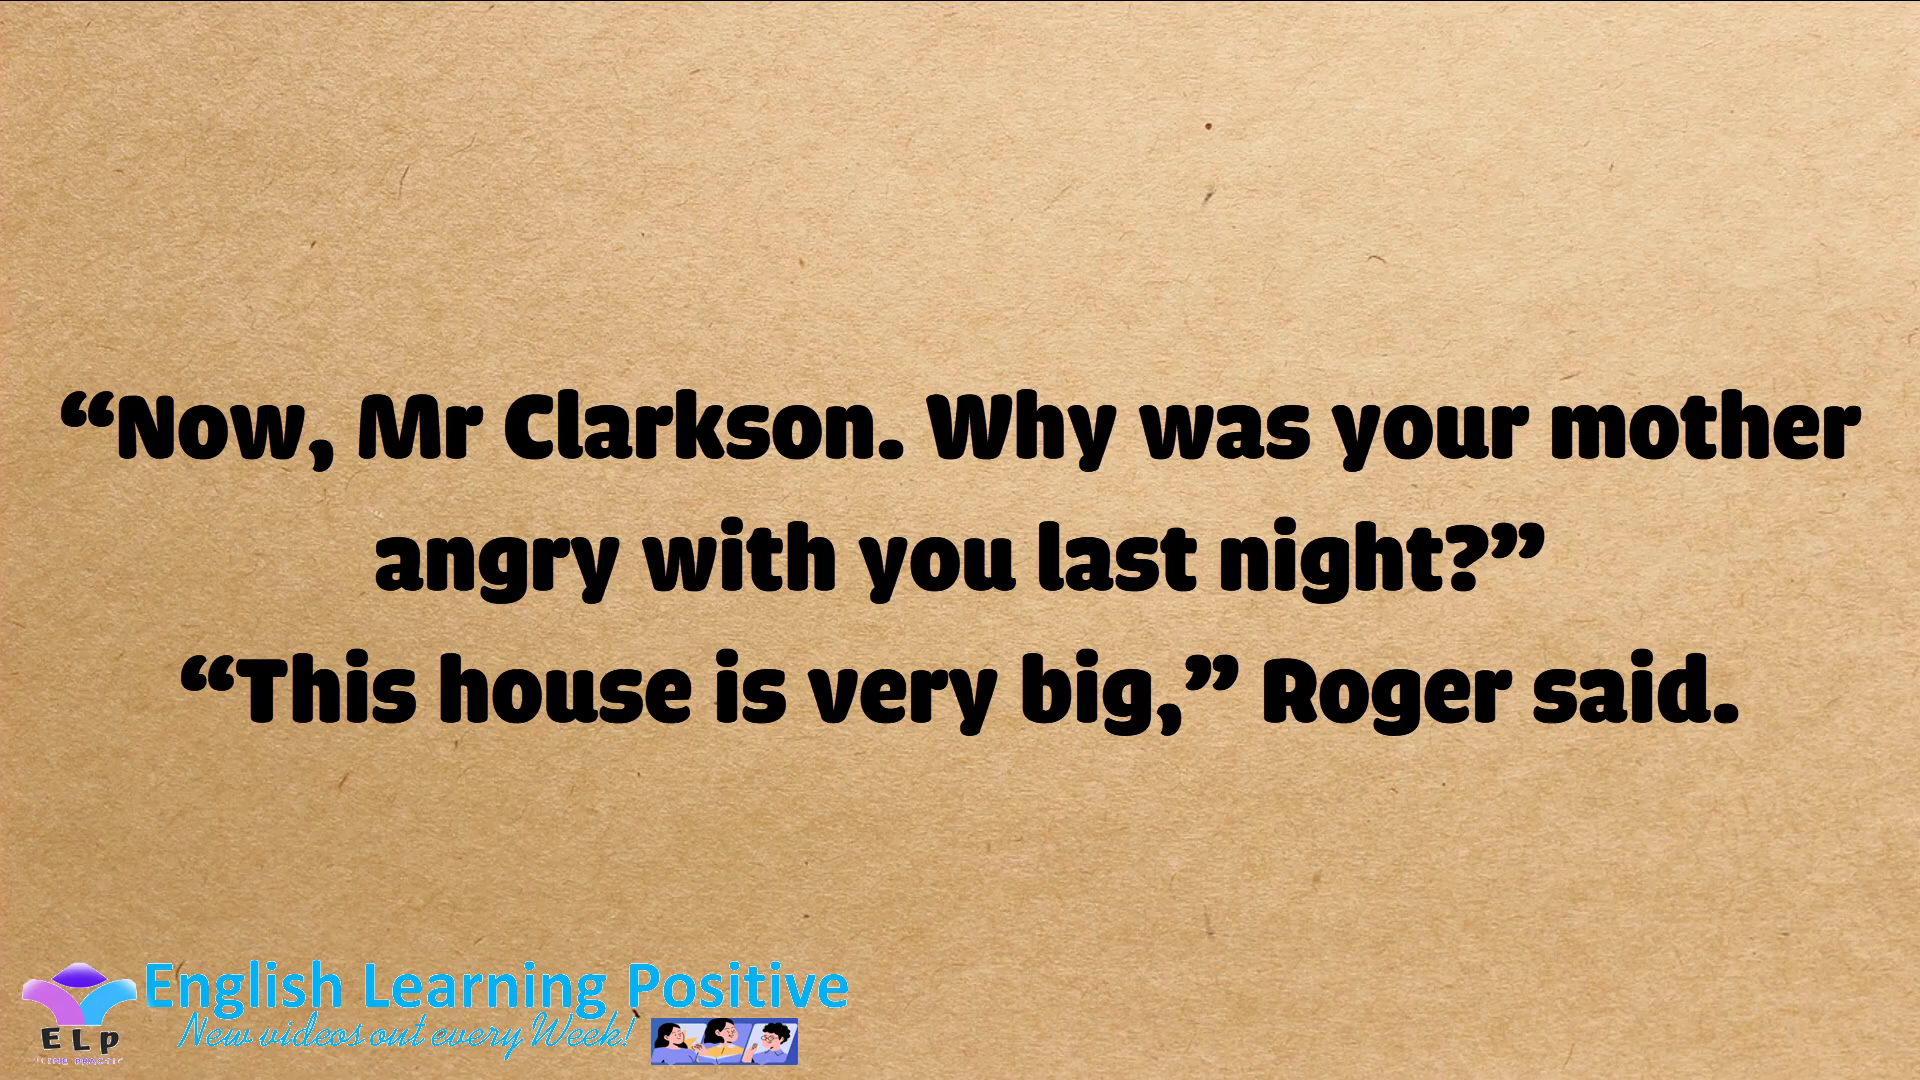 “Now, Mr Clarkson. Why was your mother
angry with you last night?”
“This house is very big,” Roger said.
English Learning Positive
New videos out every Week!
ELP